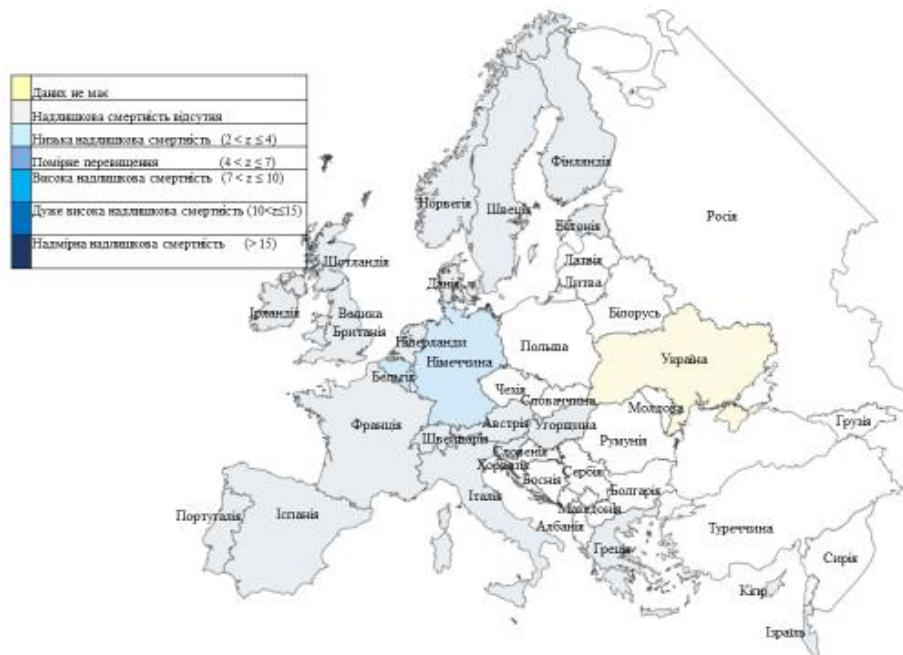 Даних не має
Надлишкова смертність відсутня
Низька надлишкова смертність (2 < z ≤ 4)
Помірне перевищення (4 < z ≤ 7)
Висока надлишкова смертність (7 < z ≤ 10)
Дуже висока надлишкова смертність (10<z≤15)
Надмірна надлишкова смертність (> 15)
Фінляндія
Норвегія
Швеція
Росія
Естонія
Шотландія
Латвія
Данія
Литва
Ірландія
Велика
Британія
Білорусь
Нідерланди
Польша
Україна
Німеччина
Бельгія
Чехія
Словаччина
Молдова
Франція
Австрія
Угорщина
Грузія
Швейцарія
Румунія
Словенія
Хорватія
Сербія
Боснія
Болгарія
Італія
Македонія
Португалія
Іспанія
Албанія
Туреччина
Греція
Сирія
Кіпр
Ізраїль